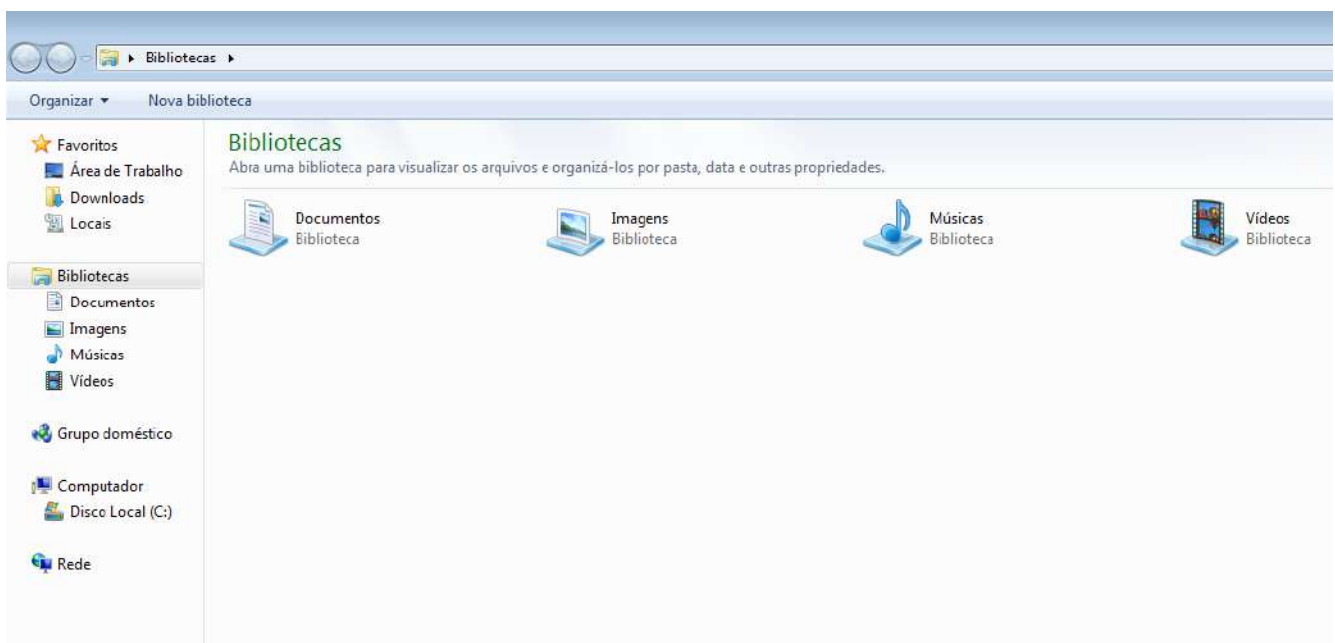 Bibliotecas
Organizar Nova biblioteca
Favoritos
Área de Trabalho
Downloads
Locais
Bibliotecas
Documentos
Imagens
Músicas
Vídeos
Grupo doméstico
Computador
Disco Local (C:)
Rede
Bibliotecas
Abra uma biblioteca para visualizar os arquivos e organizá-los por pasta, data e outras propriedades.
Documentos
Biblioteca
Imagens
Biblioteca
Músicas
Biblioteca
Vídeos
Biblioteca